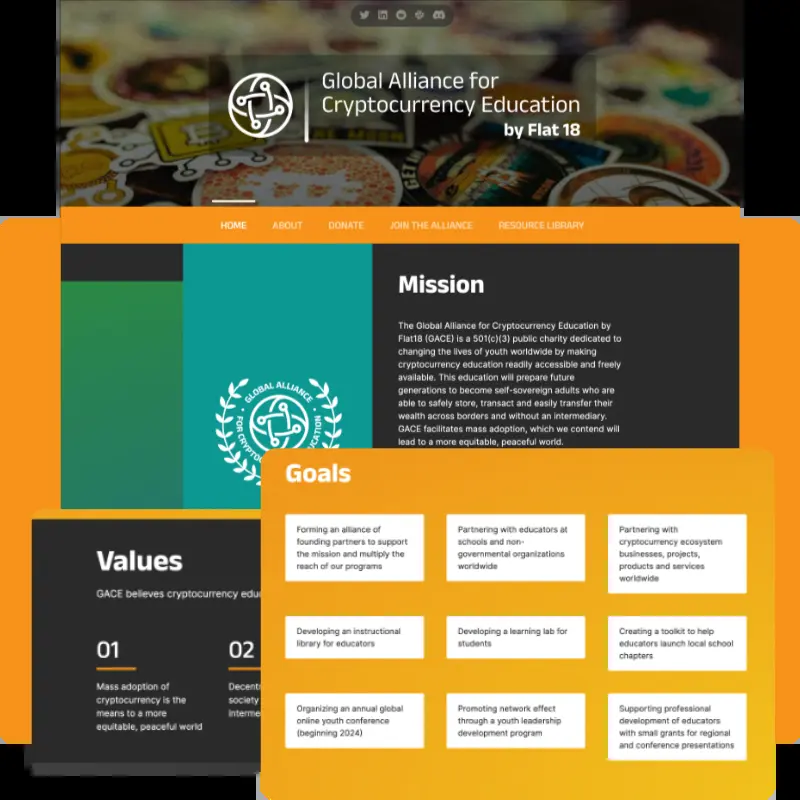 Global Alliance for
Cryptocurrency Education
by Flat 18
HOME ABOUT DONATE JOIN THE ALLIANCE RESOURCE LIBRARY
Mission
The Global Alliance for Cryptocurrency Education by
Flat18 (GACE) is a 501(c)(3) public charity dedicated to
changing the lives of youth worldwide by making
cryptocurrency education readily accessible and freely
available. This education will prepare future
generations to become self-sovereign adults who are
able to safely store, transact and easily transfer their
wealth across borders and without an intermediary.
GACE facilitates mass adoption, which we contend will
lead to a more equitable, peaceful world.
GLOBAL ALLIANCE
Goals
Forming an alliance of
founding partners to support
the mission and multiply the
reach of our programs
Partnering with educators at
schools and non-
governmental organizations
worldwide
Partnering with
cryptocurrency ecosystem
businesses, projects,
products and services
worldwide
Developing an instructional
library for educators
Developing a learning lab for
students
Creating a toolkit to help
educators launch local school
chapters
Organizing an annual global
online youth conference
(beginning 2024)
Promoting network effect
through a youth leadership
development program
Supporting professional
development of educators
with small grants for regional
and conference presentations
Values
GACE believes cryptocurrency edu
01
Mass adoption of
cryptocurrency is the
means to a more
equitable, peaceful world
02
Decent
society
interme